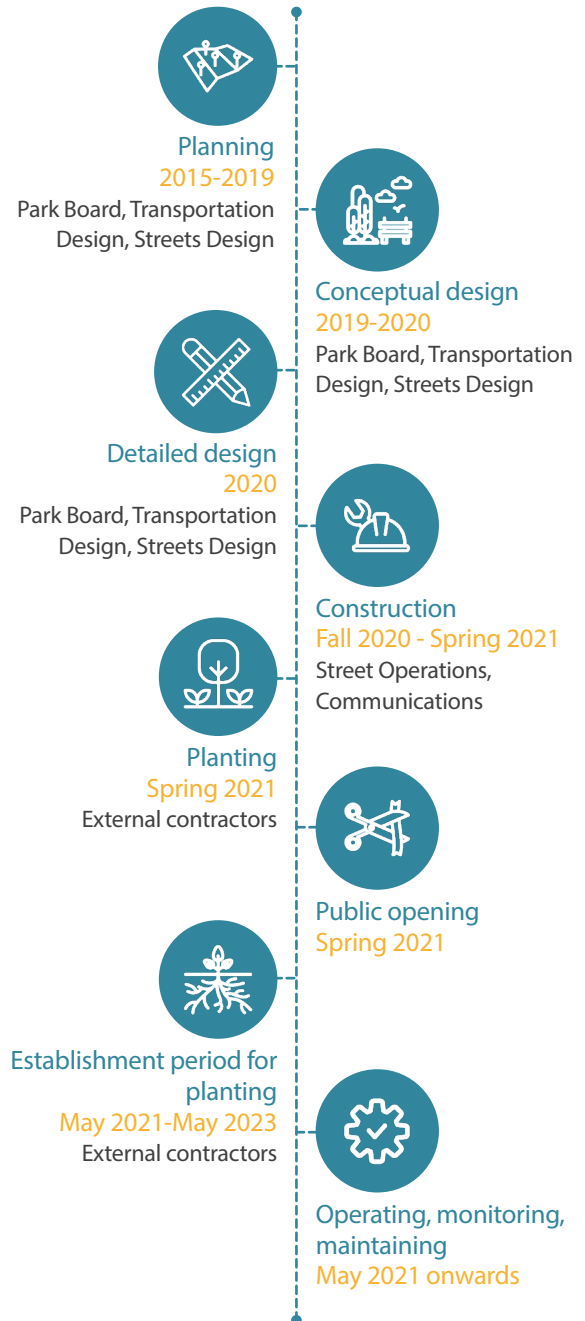 Planning
2015-2019
Park Board, Transportation
Design, Streets Design
Conceptual design
2019-2020
Park Board, Transportation
Design, Streets Design
Detailed design
2020
Park Board, Transportation
Design, Streets Design
Construction
Fall 2020 - Spring 2021
Street Operations,
Communications
Planting
Spring 2021
External contractors
Public opening
Spring 2021
Establishment period for
planting
May 2021-May 2023
External contractors
Operating, monitoring,
maintaining
May 2021 onwards